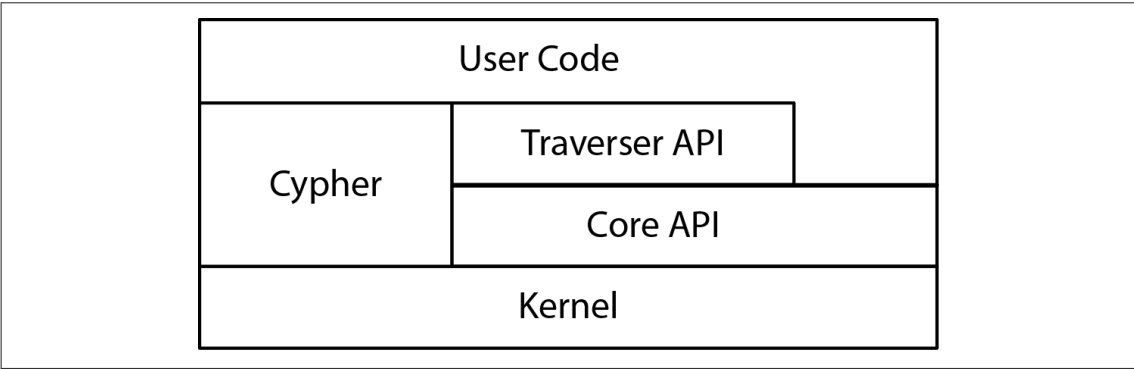 User Code
Traverser API
Cypher
Core API
Kernel